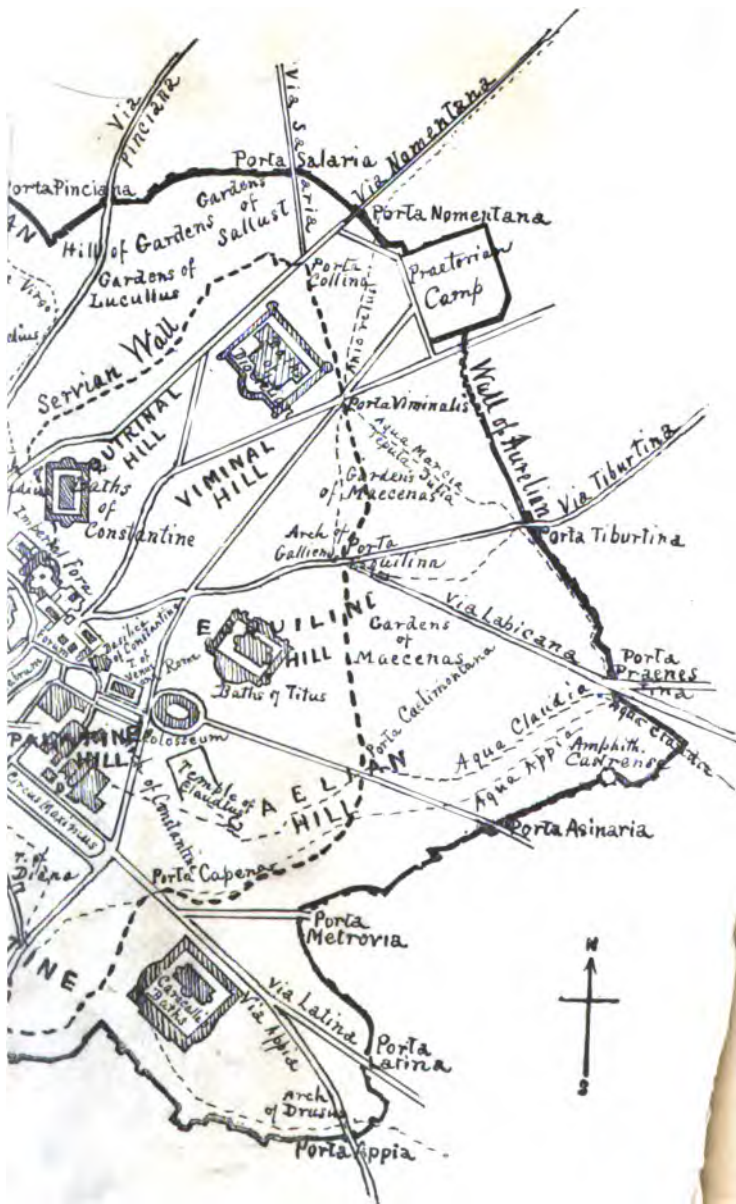 Via
Pinciana
Via Salaria
Via Nomentana
Porta Salaria
Porta Pinciana
AN
Gardens
of
Sallust
Hill of Gardens
Gardens of
Lucullus
Porta Nomentana
Praetorian
Camp
Porta
Collina
Virgo
Servian Wall
Porta Viminalis
Wall of Aurelian
QUIRINAL
HILL
VIMINAL
HILL
Aqua Marcia
Tepula Julia
Gardens
of Maecenas
Via Tiburtina
Porta Tiburtina
Baths
of
Constantine
Imperial Fora
Arch of
Gallienus
Porta
Esquilina
Via Labicana
Forum
Basilica
of Constantine
T. of
Venus
and Rome
ESQUILINE
HILL
Baths of Titus
Gardens
of
Maecenas
Porta
Praenes
tina
Porta Caelimontana
Aqua Claudia
Aqua Claudia
Aqua Appia
Amphith.
Castrense
PALATINE
HILL
Colosseum
Temple of
Claudius
CAELIAN
HILL
of Constantine
Circus Maximus
Porta Asinaria
T. of
Diana
Porta Capena
Porta
Metrovia
INE
N
S
Caracalla
Baths
Via Appia
Via Latina
Porta
Latina
Arch
of Drusus
Porta Appia